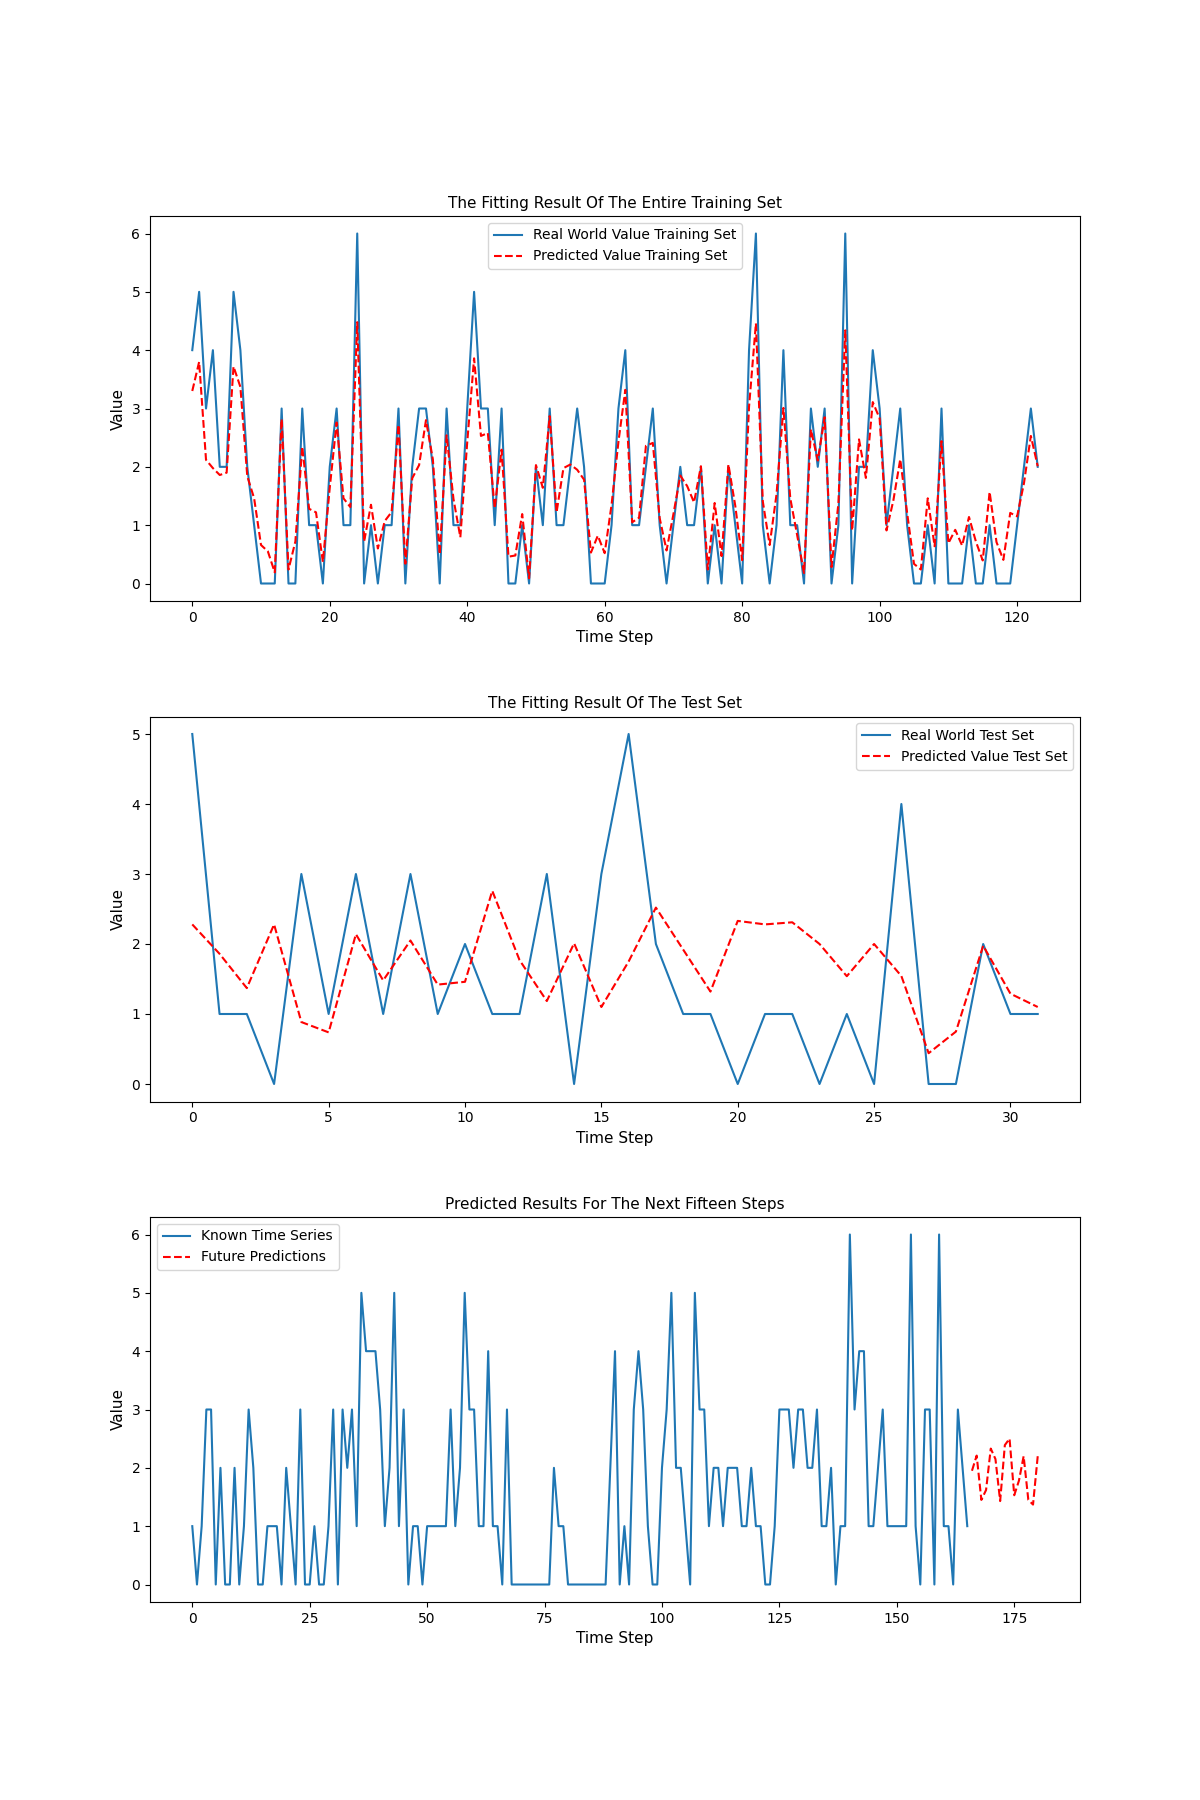 The Fitting Result Of The Entire Training Set
Real World Value Training Set
Predicted Value Training Set
Value
6
5
4
3
2
1
0
0 20 40 60 80 100 120
Time Step
The Fitting Result Of The Test Set
Real World Test Set
Predicted Value Test Set
Value
5
4
3
2
1
0
0 5 10 15 20 25 30
Time Step
Predicted Results For The Next Fifteen Steps
Known Time Series
Future Predictions
Value
6
5
4
3
2
1
0
0 25 50 75 100 125 150 175
Time Step